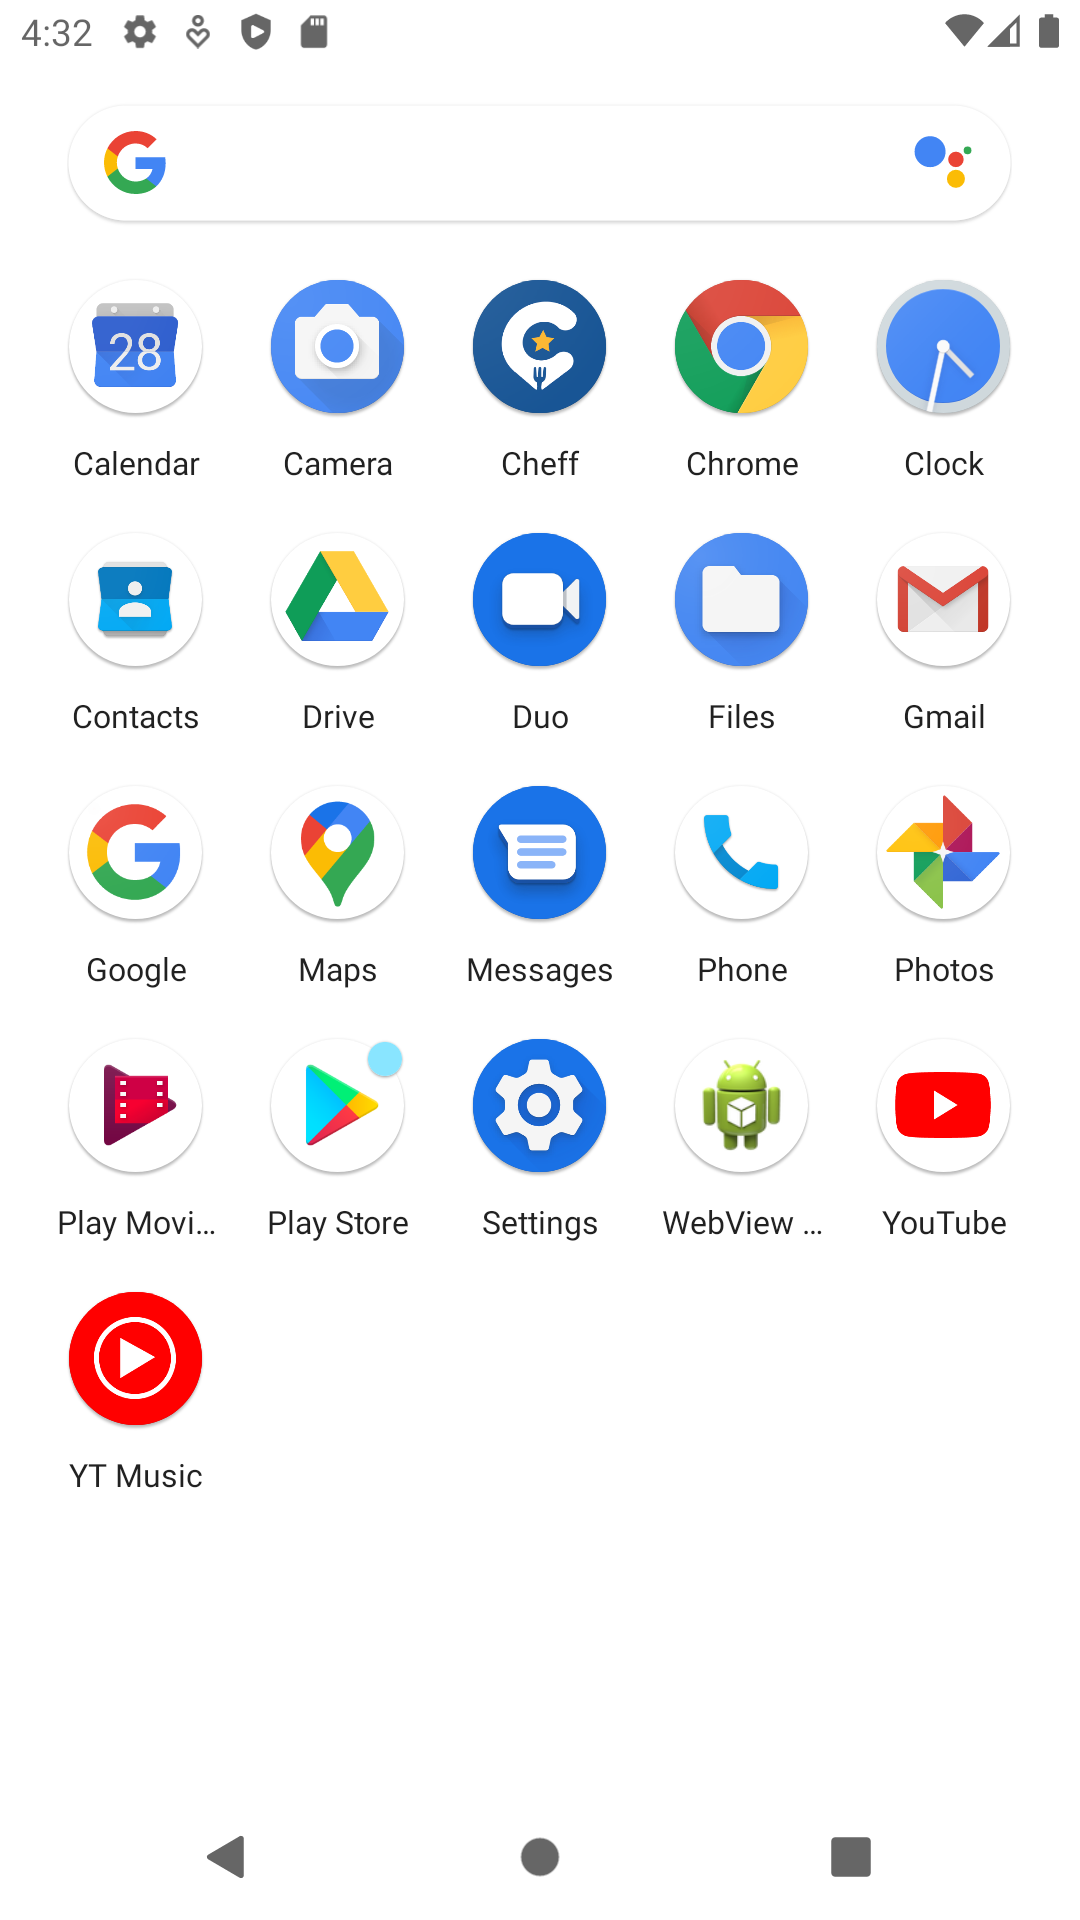 4:32
28
Calendar Camera Cheff Chrome Clock
Contacts Drive Duo Files Gmail
Google Maps Messages Phone Photos
Play Movi... Play Store Settings WebView ... YouTube
YT Music